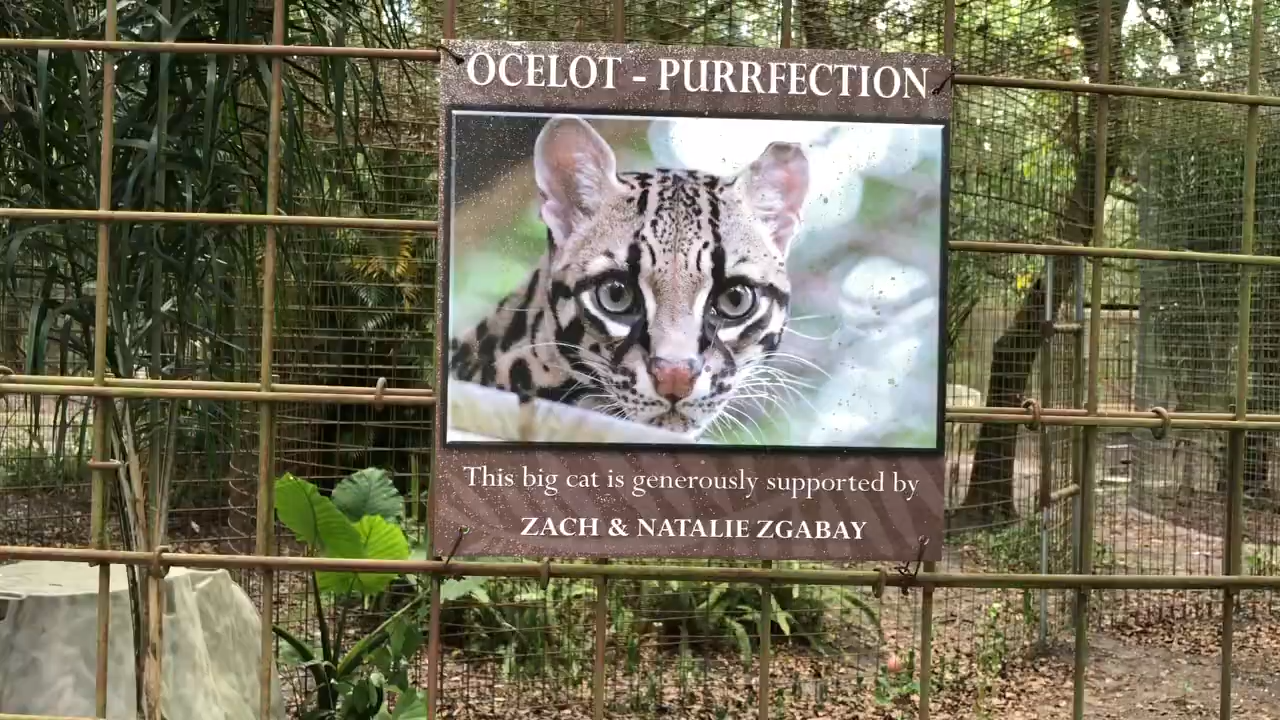 OCELOT - PURRFECTION
This big cat is generously supported by
ZACH & NATALIE ZGABAY